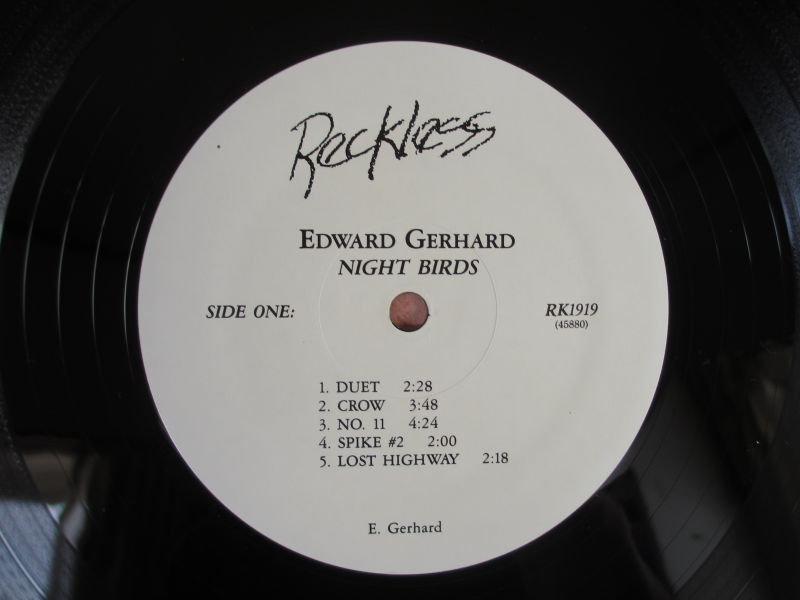 Reckless
EDWARD GERHARD
NIGHT BIRDS
SIDE ONE: RK1919
(45880)
1. DUET 2:28
2. CROW 3:48
3. NO. 11 4:24
4. SPIKE #2 2:00
5. LOST HIGHWAY 2:18
E. Gerhard